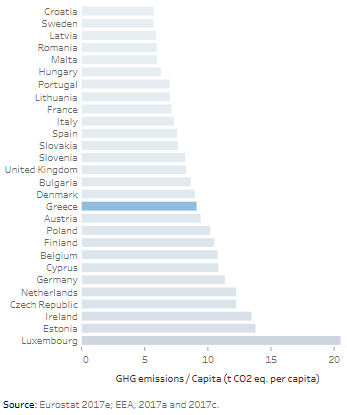 Croatia
Sweden
Latvia
Romania
Malta
Hungary
Portugal
Lithuania
France
Italy
Spain
Slovakia
Slovenia
United Kingdom
Bulgaria
Denmark
Greece
Austria
Poland
Finland
Belgium
Cyprus
Germany
Netherlands
Czech Republic
Ireland
Estonia
Luxembourg
0 5 10 15 20
GHG emissions / Capita (t CO2 eq. per capita)
Source: Eurostat 2017e; EEA, 2017a and 2017c.